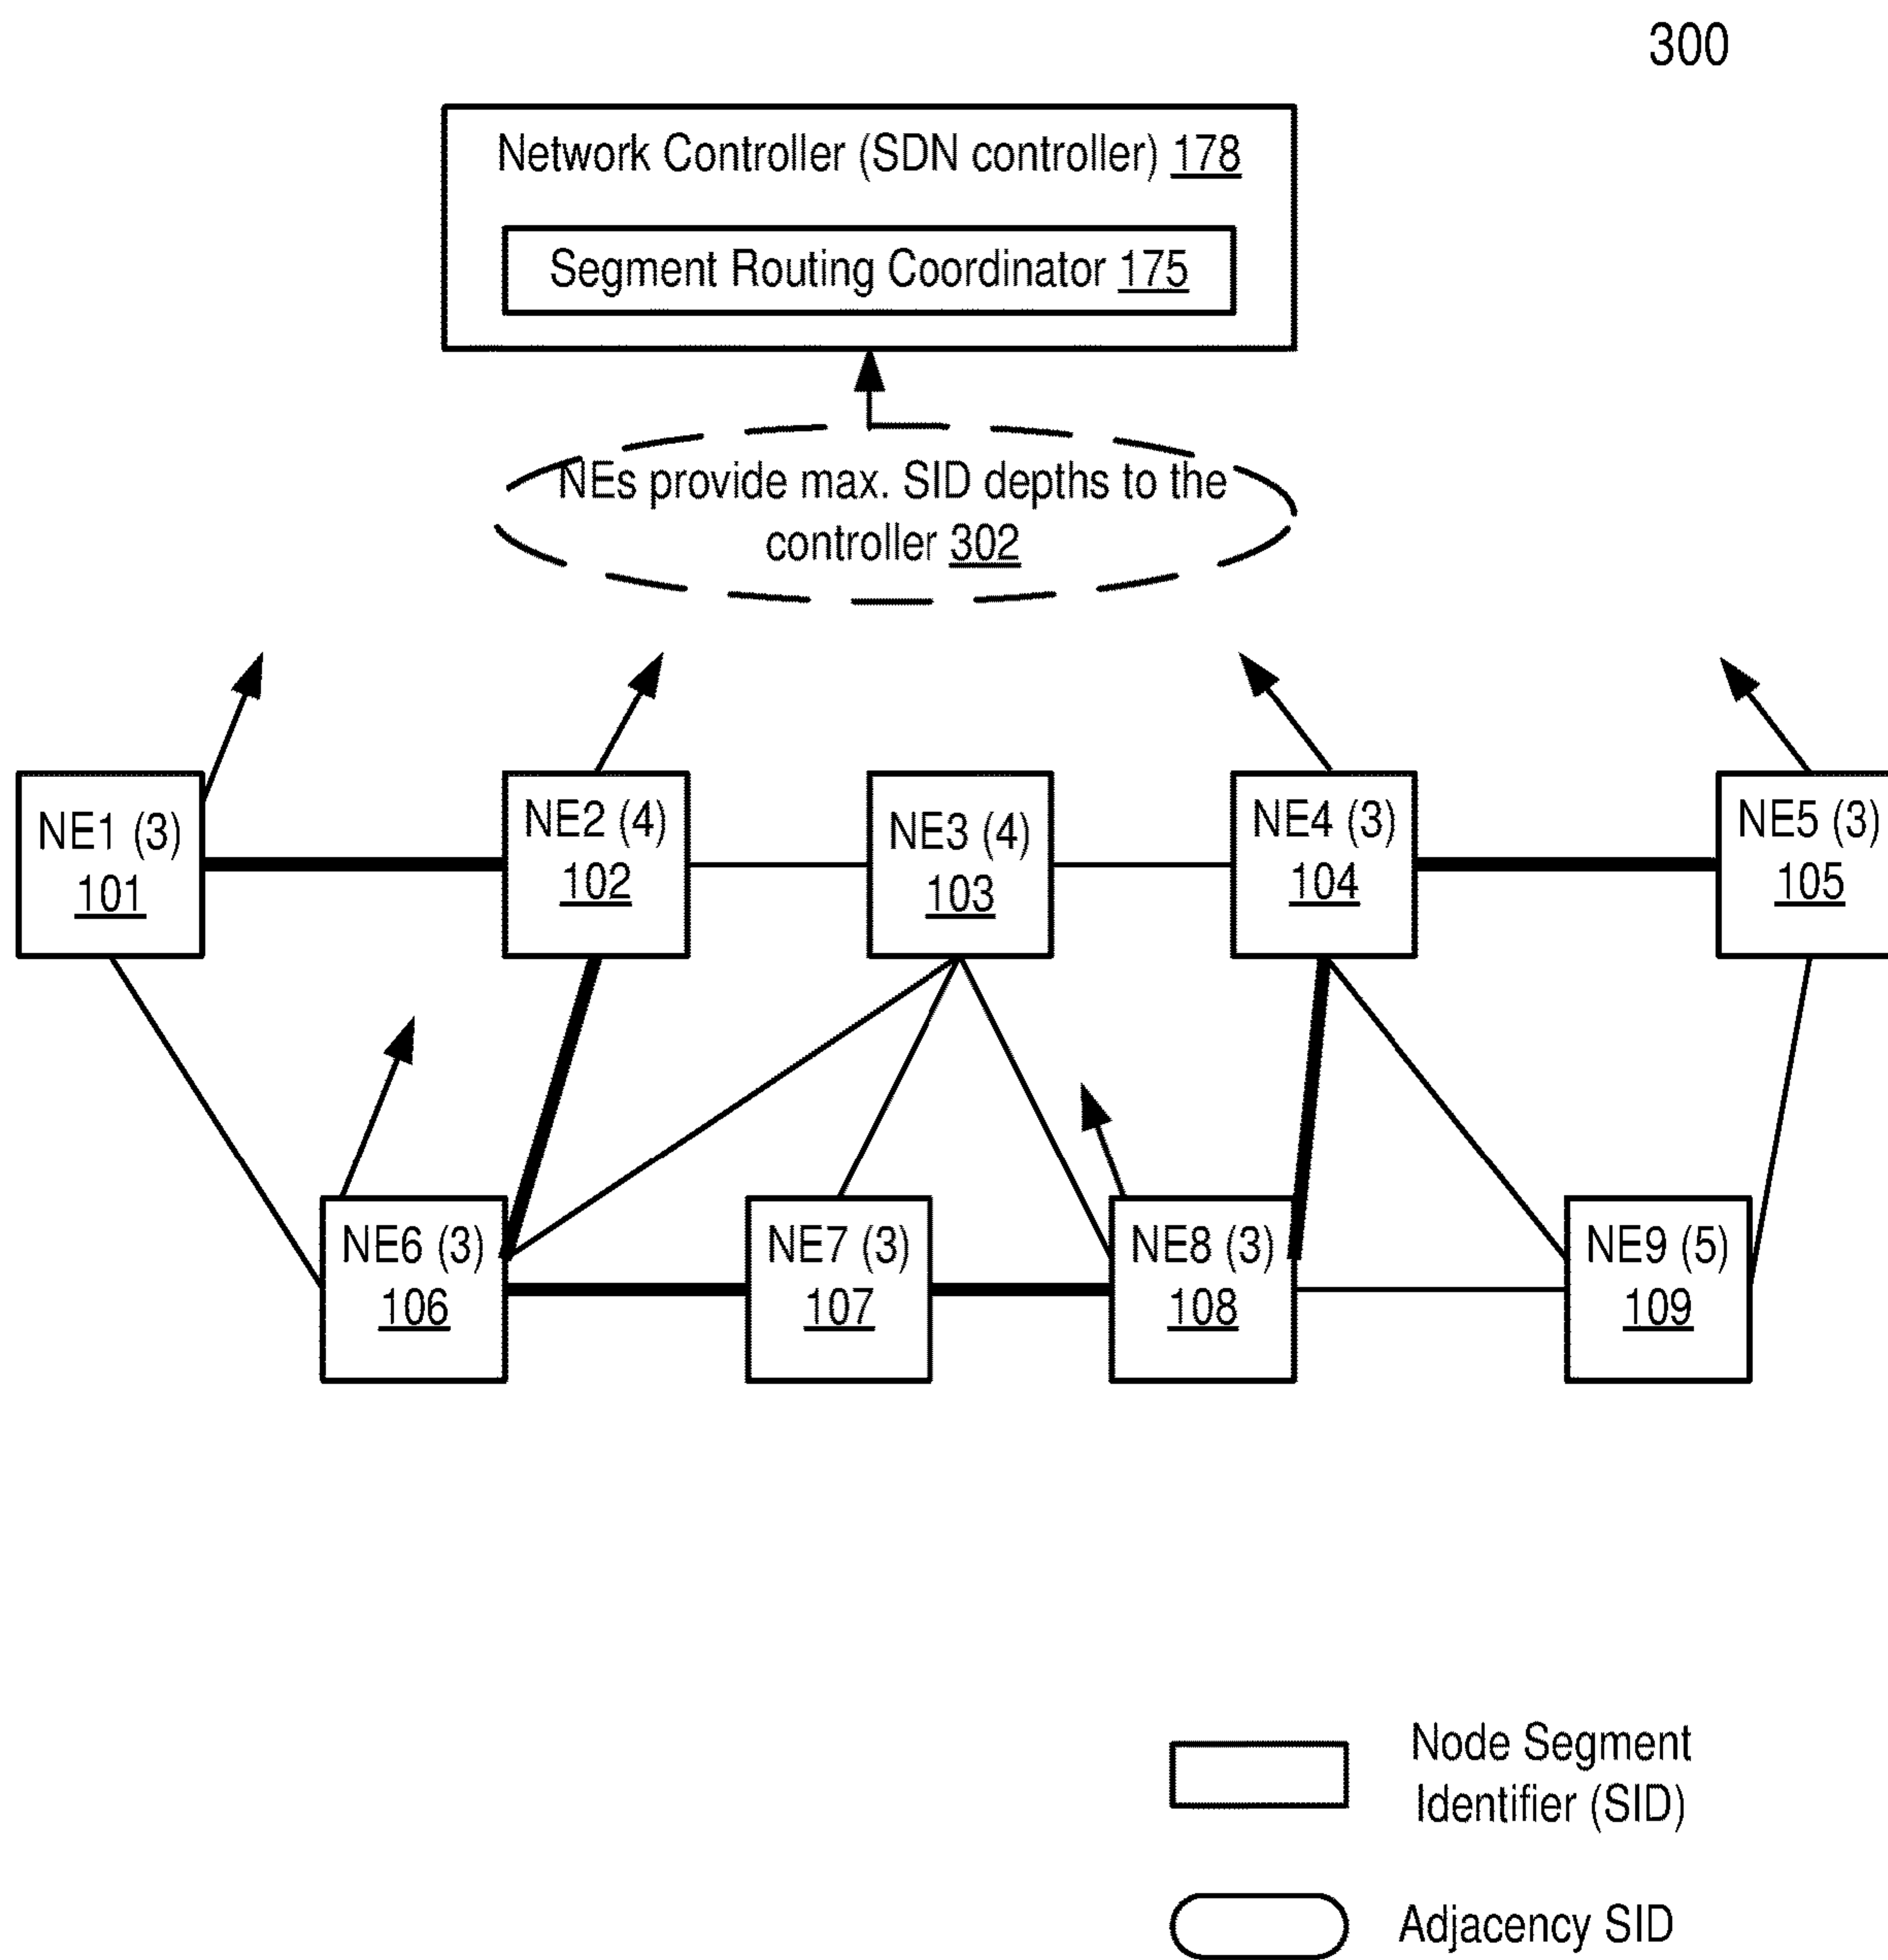 300
Network Controller (SDN controller) 178
Segment Routing Coordinator 175
NEs provide max. SID depths to the
controller 302
NE1 (3)
101
NE2 (4)
102
NE3 (4)
103
NE4 (3)
104
NE5 (3)
105
NE6 (3)
106
NE7 (3)
107
NE8 (3)
108
NE9 (5)
109
Node Segment
Identifier (SID)
Adjacency SID